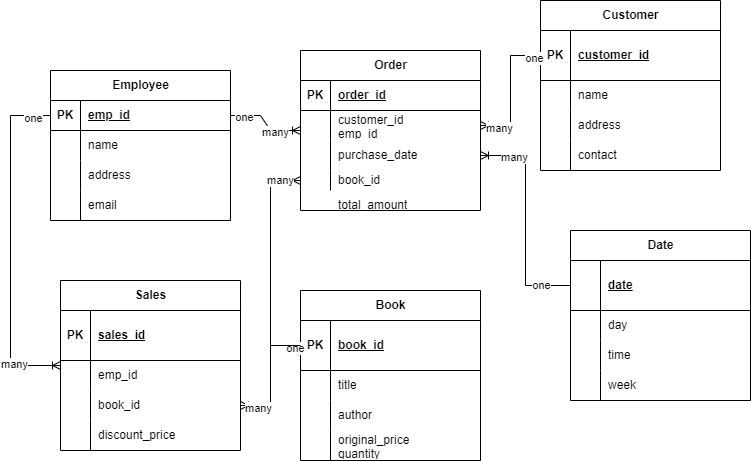 Customer
PK customer_id
name
address
contact
one
Order
PK order_id
customer_id
emp_id
purchase_date
book_id
total_amount
many
many
many
many
Employee
PK emp_id
name
address
email
one
one
Date
date
day
time
week
one
Sales
PK sales_id
emp_id
book_id
discount_price
many
many
Book
PK book_id
title
author
original_price
quantity
one